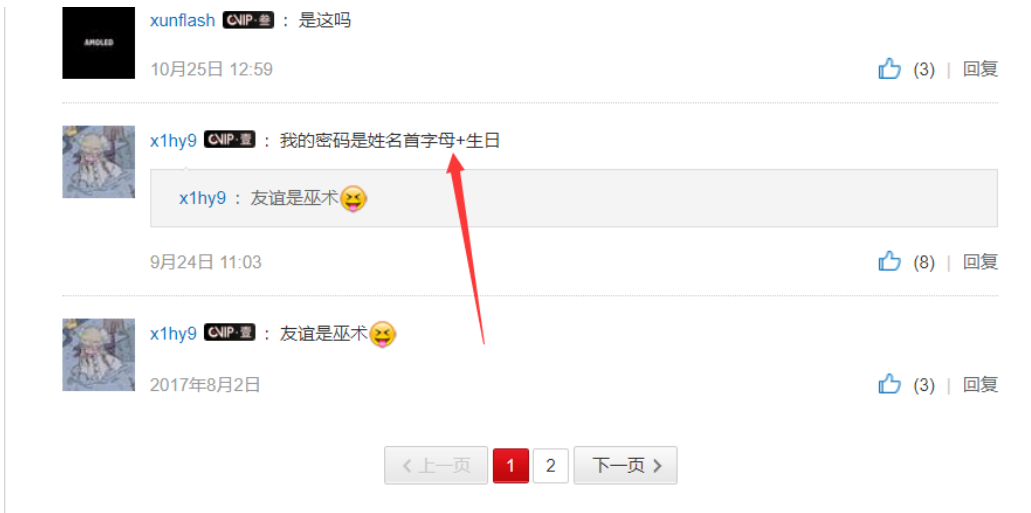 AMOLED
xunflash CVIP·叁 ：是这吗
10月25日 12:59
(3) | 回复
x1hy9 CVIP·壹 ：我的密码是姓名首字母+生日
x1hy9 ：友谊是巫术
9月24日 11:03
(8) | 回复
x1hy9 CVIP·壹 ：友谊是巫术
2017年8月2日
(3) | 回复
上一页 1 2 下一页